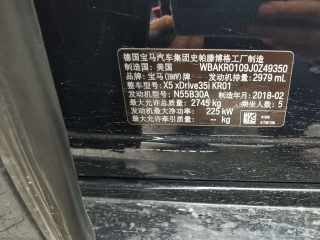 德国宝马汽车集团史帕滕博格工厂制造
制造国: 美国 WBAKR0109J0Z49350
品牌: 宝马(BMW)牌 发动机排量: 2979 mL
整车型号: X5 xDrive35i KR01
发动机型号: N55B30A 制造年月: 2018-02
最大允许总质量: 2745 kg 乘坐人数: 5
发动机最大净功率: 225 kW
最大允许牵引质量: -- kg